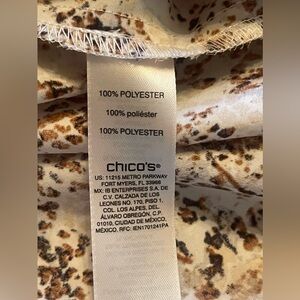 100% POLYESTER
100% poliéster
100% POLYESTER
chico's®
US: 11215 METRO PARKWAY
FORT MYERS, FL 33966
MX: IB ENTERPRISES S.A. DE
C.V. CALZADA DE LOS
LEONES NO. 170, PISO 1,
COL. LOS ALPES, DEL.
ÁLVARO OBREGÓN, C.P.
01010, CIUDAD DE MÉXICO,
MÉXICO. RFC: IEN1701241PA